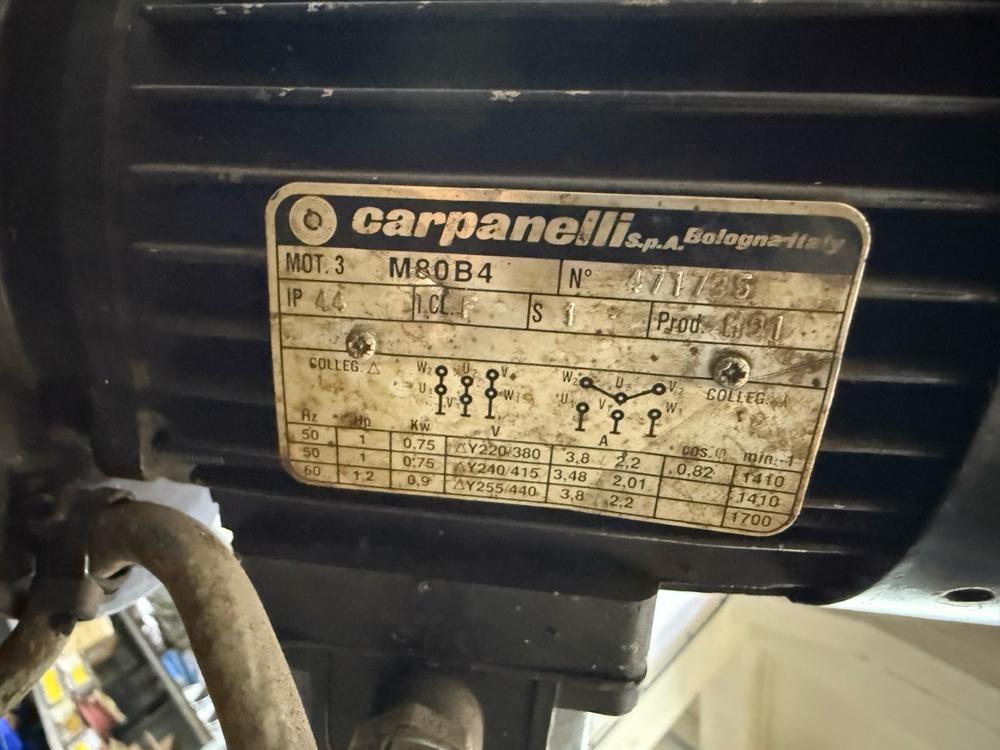 carpanelli S.p.A. Bologna-Italy
MOT. 3 M80B4 N° 471735
IP 44 I.CL. F S 1 Prod.
COLLEG. △ W2 U2 V2 W2 U2 V2 COLLEG.
U1 V1 W1 U1 V1 W1
Hz Hp Kw V A cos.φ min.-1
50 1 0.75 △Y220/380 3,8 / 2,2 0,82 1410
50 1 0,75 △Y240/415 3,48 / 2,01 1410
60 1.2 0,9 △Y255/440 3,8 2.2 1700